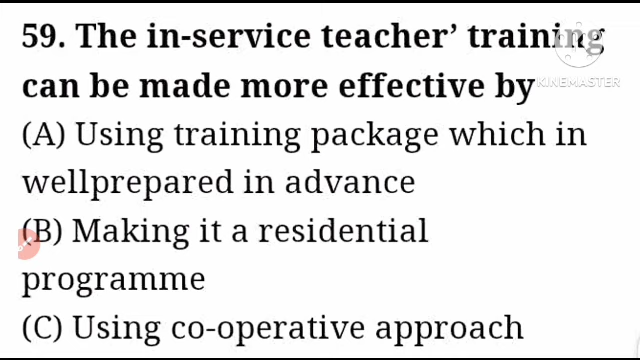 59. The in-service teacher’ training
can be made more effective by
KINEMASTER
(A) Using training package which in
wellprepared in advance
(B) Making it a residential
programme
(C) Using co-operative approach